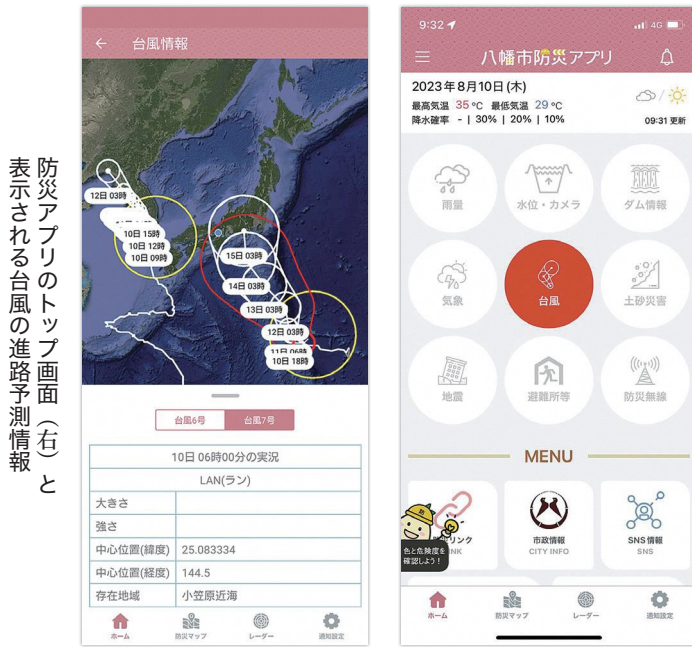 防災アプリのトップ画面（右）と
表示される台風の進路予測情報
台風情報
12日 03時
10日 15時
10日 12時
10日 09時
15日 03時
14日 03時
13日 03時
12日 03時
11日 06時
10日 18時
台風6号
台風7号
10日 06時00分の実況
LAN(ラン)
大きさ
強さ
中心位置(緯度) 25.083334
中心位置(経度) 144.5
存在地域 小笠原近海
ホーム
防災マップ
レーダー
通知設定
9:32
4G
八幡市防災アプリ
2023年8月10日(木)
最高気温 35 °C 最低気温 29 °C
降水確率 - | 30% | 20% | 10%
09:31 更新
雨量
水位・カメラ
ダム情報
気象
台風
土砂災害
地震
避難所等
防災無線
MENU
リンク
INK
市政情報
CITY INFO
SNS情報
SNS
防
色と危険度を
確認しよう！
ホーム
防災マップ
レーダー
通知設定